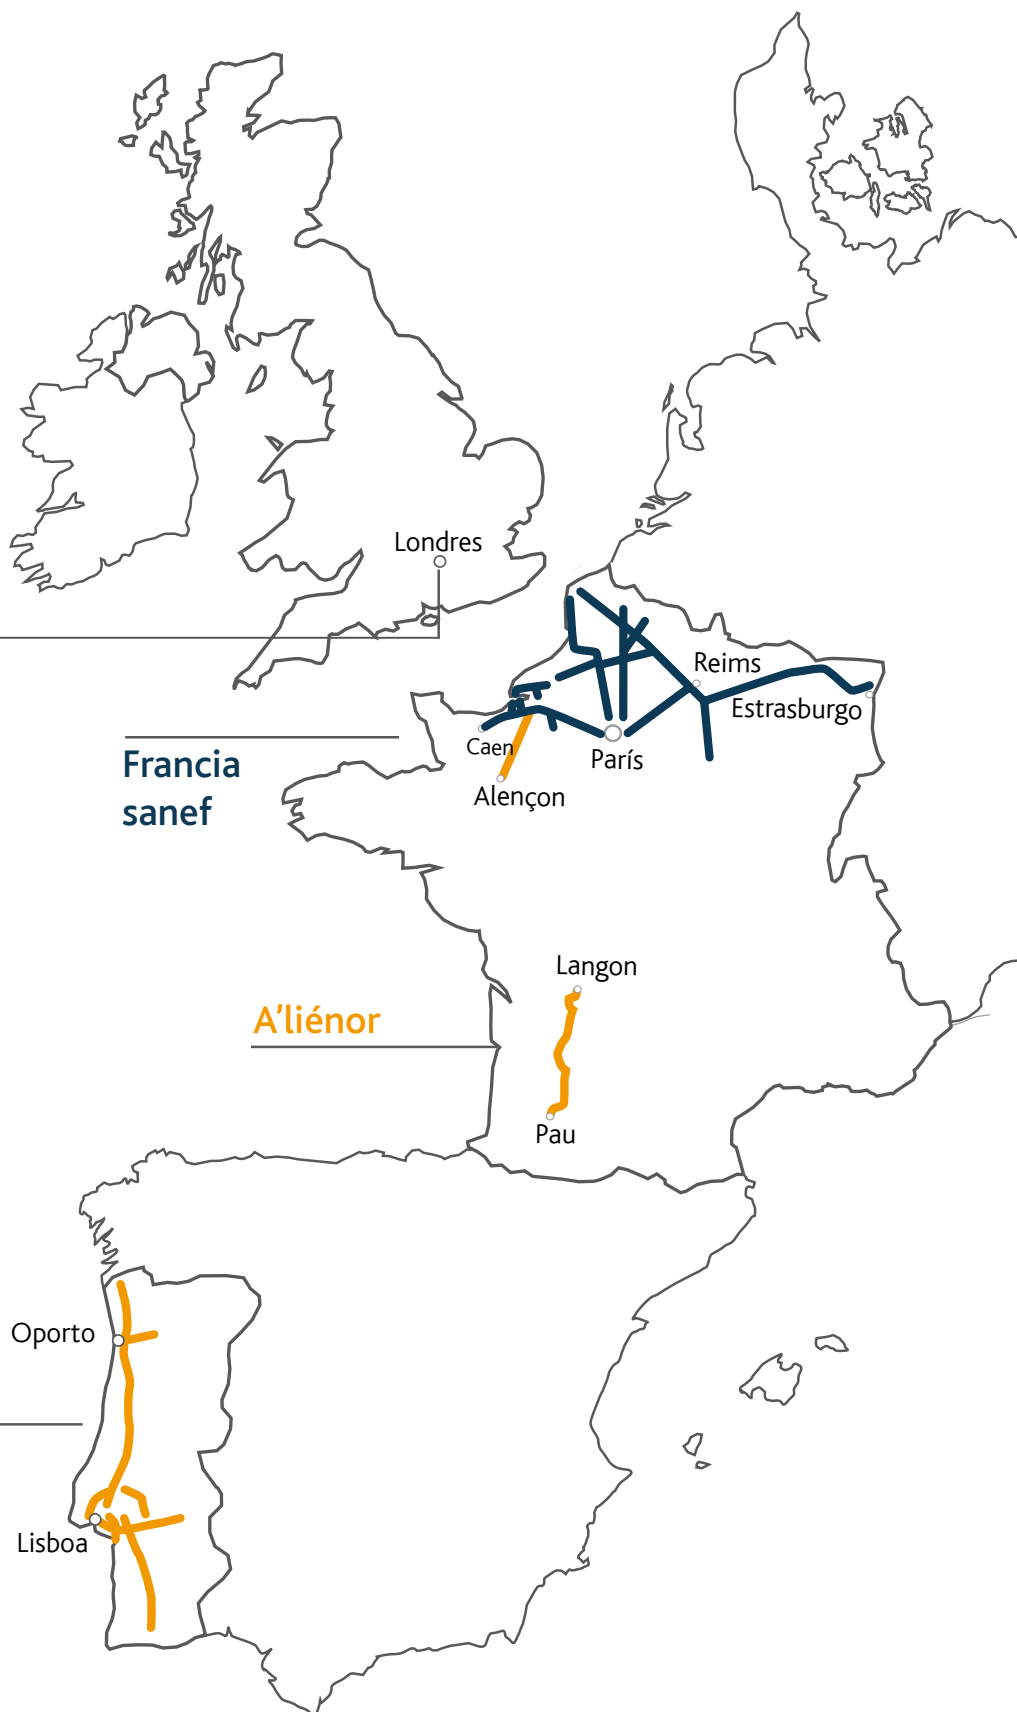 Londres
Reims
Estrasburgo
Caen
París
Francia
sanef
Alençon
Langon
A'liénor
Pau
Oporto
Lisboa